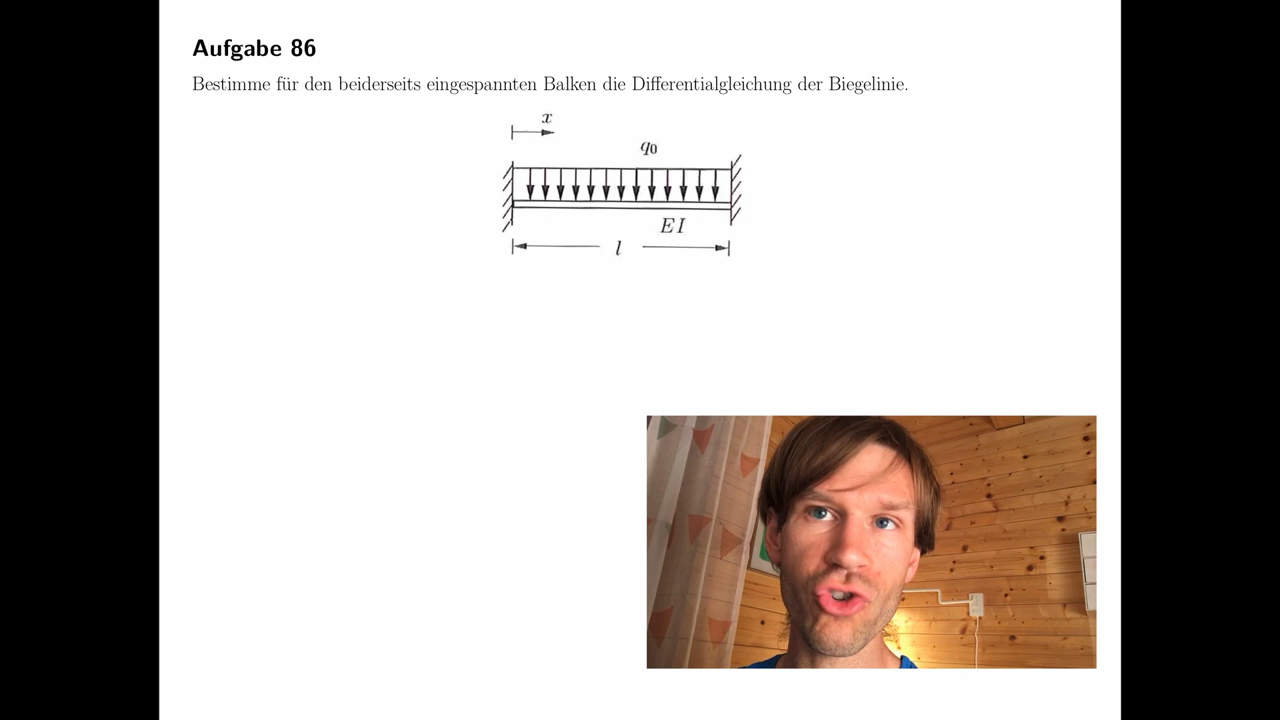 Aufgabe 86
Bestimme für den beiderseits eingespannten Balken die Differentialgleichung der Biegelinie.
x
q₀
EI
l